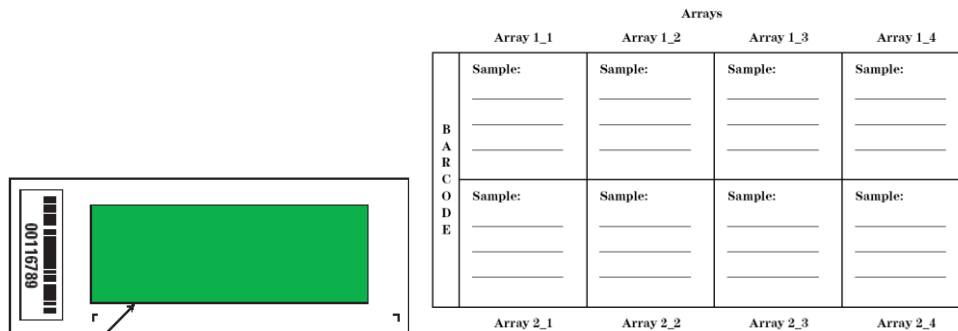 00116789
Arrays
Array 1_1 Array 1_2 Array 1_3 Array 1_4
BARCODE
Sample: Sample: Sample: Sample:
Sample: Sample: Sample: Sample:
Array 2_1 Array 2_2 Array 2_3 Array 2_4